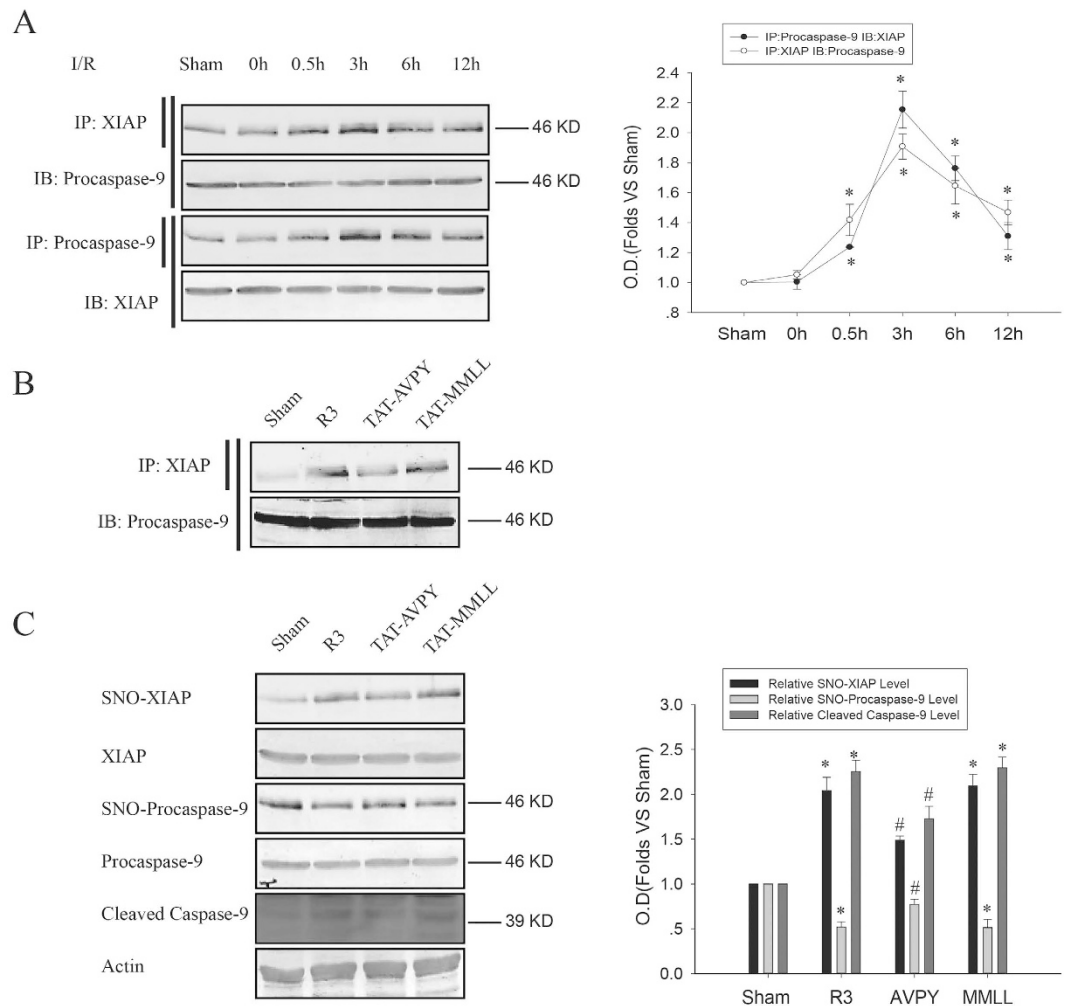 A
I/R Sham 0h 0.5h 3h 6h 12h
IP: XIAP
46 KD
IB: Procaspase-9
46 KD
IP: Procaspase-9
IB: XIAP
IP:Procaspase-9 IB:XIAP
IP:XIAP IB:Procaspase-9
O.D.(Folds VS Sham)
2.4
2.2
2.0
1.8
1.6
1.4
1.2
1.0
.8
* * * * * * * *
Sham 0h 0.5h 3h 6h 12h
B
Sham R3 TAT-AVPY TAT-MMLL
IP: XIAP
46 KD
IB: Procaspase-9
46 KD
C
Sham R3 TAT-AVPY TAT-MMLL
SNO-XIAP
XIAP
SNO-Procaspase-9
46 KD
Procaspase-9
46 KD
Cleaved Caspase-9
39 KD
Actin
Relative SNO-XIAP Level
Relative SNO-Procaspase-9 Level
Relative Cleaved Caspase-9 Level
O.D(Folds VS Sham)
3.0
2.5
2.0
1.5
1.0
.5
0.0
* * * # # # * * *
Sham R3 AVPY MMLL